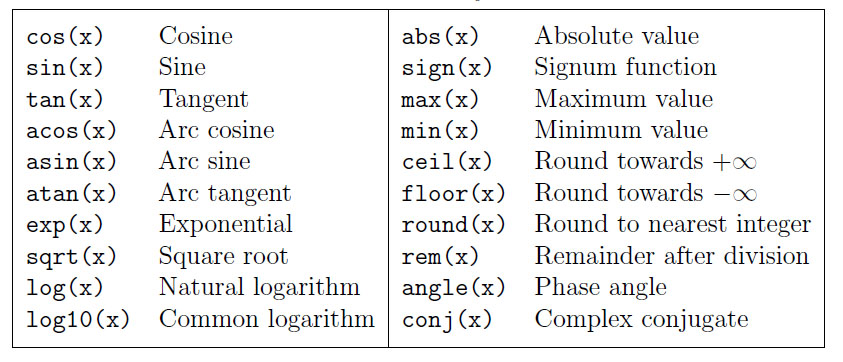 cos(x) Cosine
sin(x) Sine
tan(x) Tangent
acos(x) Arc cosine
asin(x) Arc sine
atan(x) Arc tangent
exp(x) Exponential
sqrt(x) Square root
log(x) Natural logarithm
log10(x) Common logarithm
abs(x) Absolute value
sign(x) Signum function
max(x) Maximum value
min(x) Minimum value
ceil(x) Round towards +∞
floor(x) Round towards −∞
round(x) Round to nearest integer
rem(x) Remainder after division
angle(x) Phase angle
conj(x) Complex conjugate